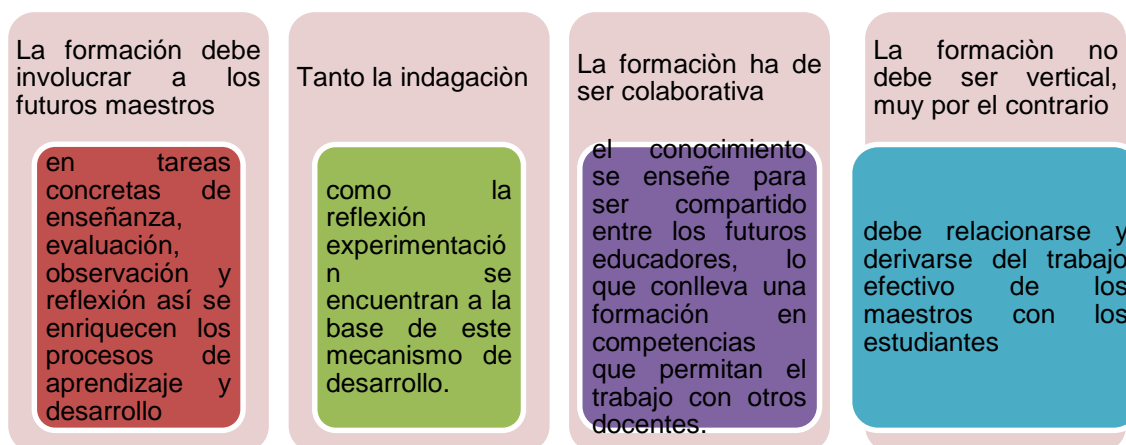 La formación debe
involucrar a los
futuros maestros
en tareas
concretas de
enseñanza,
evaluación,
observación y
reflexión así se
enriquecen los
procesos de
aprendizaje y
desarrollo
Tanto la indagaciòn
como la
reflexión
experimentació
n se
encuentran a la
base de este
mecanismo de
desarrollo.
La formaciòn ha de
ser colaborativa
el conocimiento
se enseñe para
ser compartido
entre los futuros
educadores, lo
que conlleva una
formación en
competencias
que permitan el
trabajo con otros
docentes.
La formaciòn no
debe ser vertical,
muy por el contrario
debe relacionarse y
derivarse del trabajo
efectivo de los
maestros con los
estudiantes